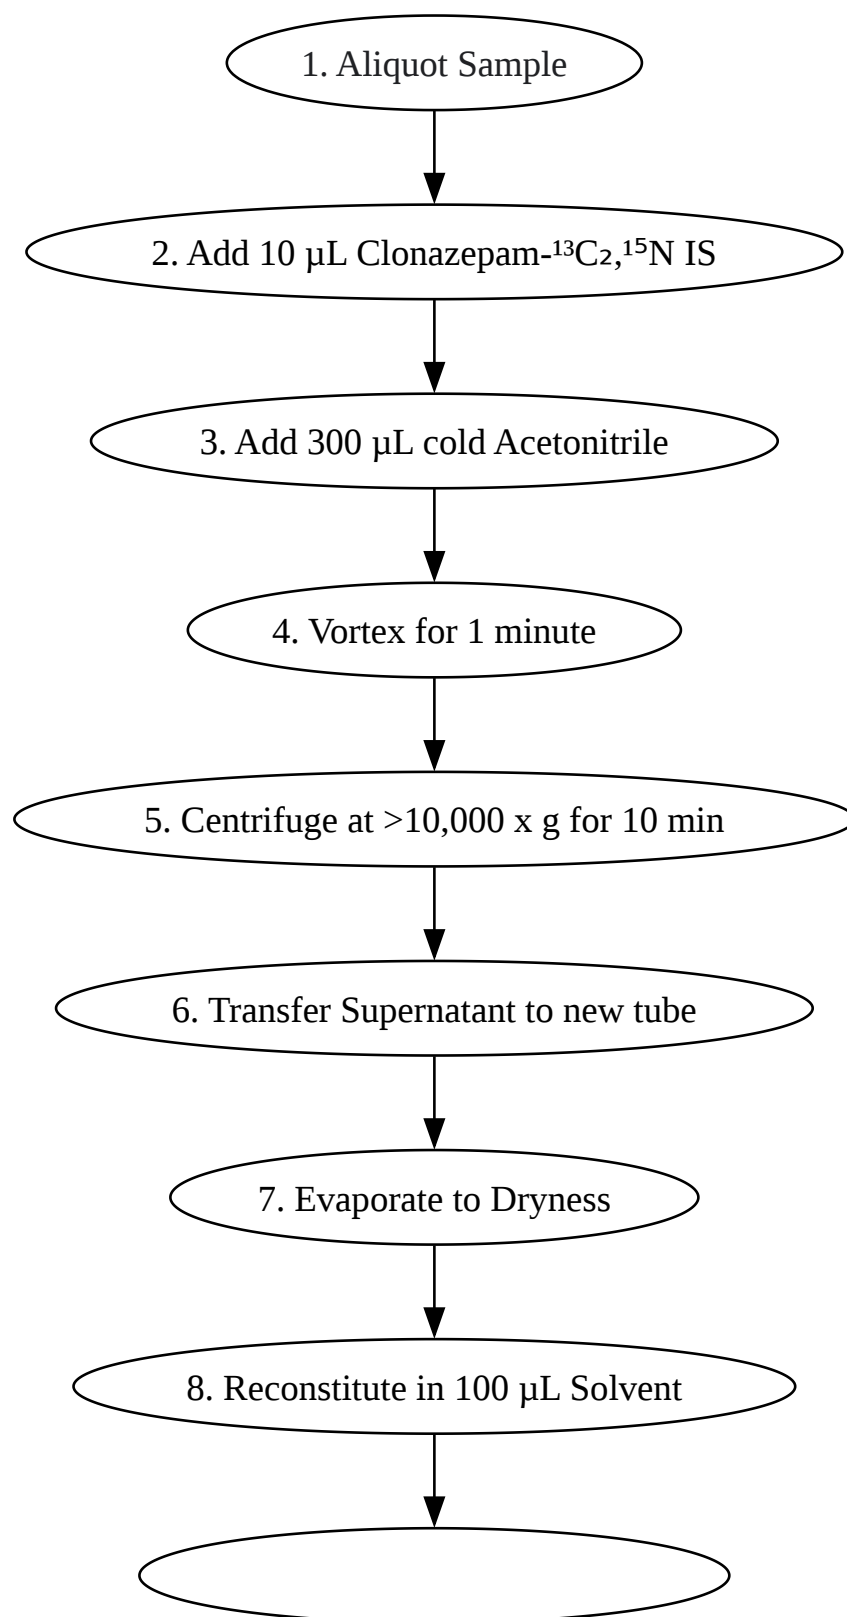 1. Aliquot Sample
2. Add 10 µL Clonazepam-¹³C₂,¹⁵N IS
3. Add 300 µL cold Acetonitrile
4. Vortex for 1 minute
5. Centrifuge at >10,000 x g for 10 min
6. Transfer Supernatant to new tube
7. Evaporate to Dryness
8. Reconstitute in 100 µL Solvent